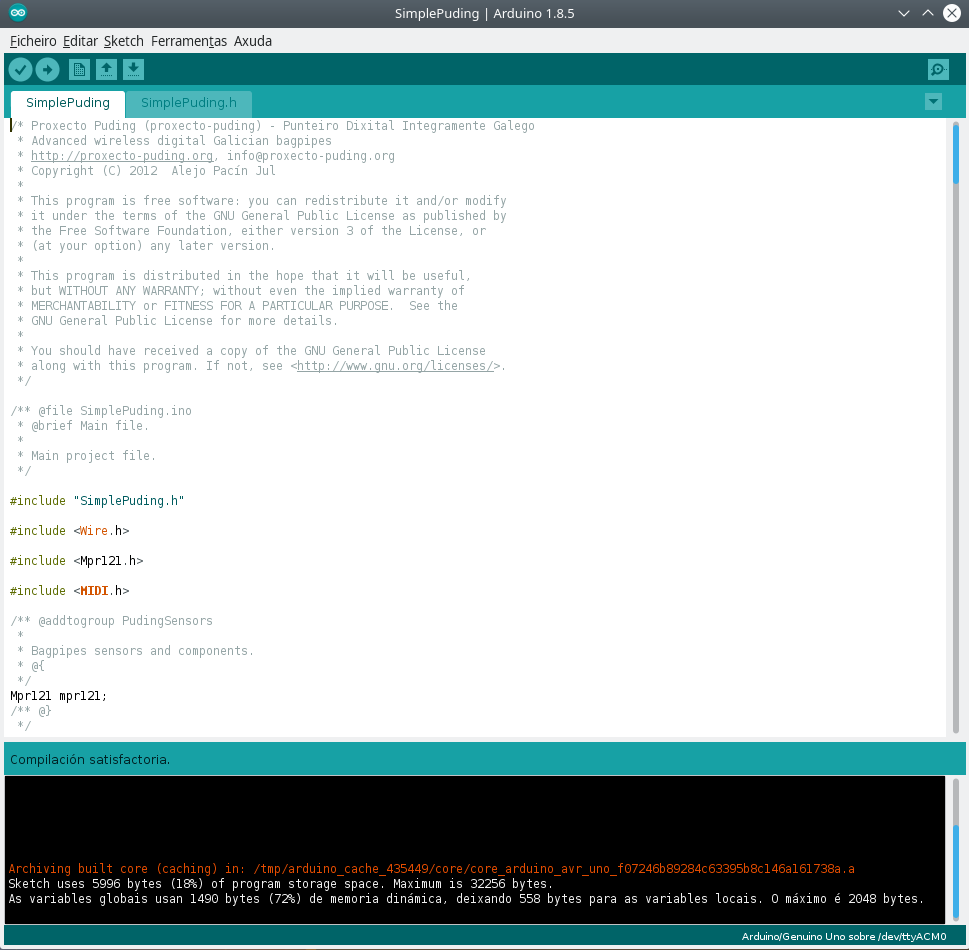 SimplePuding | Arduino 1.8.5
Ficheiro Editar Sketch Ferramentas Axuda
SimplePuding SimplePuding.h
/* Proxecto Puding (proxecto-puding) - Punteiro Dixital Integramente Galego
 * Advanced wireless digital Galician bagpipes
 * http://proxecto-puding.org, info@proxecto-puding.org
 * Copyright (C) 2012  Alejo Pacín Jul
 *
 * This program is free software: you can redistribute it and/or modify
 * it under the terms of the GNU General Public License as published by
 * the Free Software Foundation, either version 3 of the License, or
 * (at your option) any later version.
 *
 * This program is distributed in the hope that it will be useful,
 * but WITHOUT ANY WARRANTY; without even the implied warranty of
 * MERCHANTABILITY or FITNESS FOR A PARTICULAR PURPOSE.  See the
 * GNU General Public License for more details.
 *
 * You should have received a copy of the GNU General Public License
 * along with this program. If not, see <http://www.gnu.org/licenses/>.
 */
/** @file SimplePuding.ino
 * @brief Main file.
 *
 * Main project file.
 */
#include "SimplePuding.h"
#include <Wire.h>
#include <Mpr121.h>
#include <MIDI.h>
/** @addtogroup PudingSensors
 *
 * Bagpipes sensors and components.
 * @{
 */
Mpr121 mpr121;
/** @}
 */
Compilación satisfactoria.
Archiving built core (caching) in: /tmp/arduino_cache_435449/core/core_arduino_avr_uno_f07246b89284c63395b8c146a161738a.a
Sketch uses 5996 bytes (18%) of program storage space. Maximum is 32256 bytes.
As variables globais usan 1490 bytes (72%) de memoria dinámica, deixando 558 bytes para as variables locais. O máximo é 2048 bytes.
Arduino/Genuino Uno sobre /dev/ttyACM0